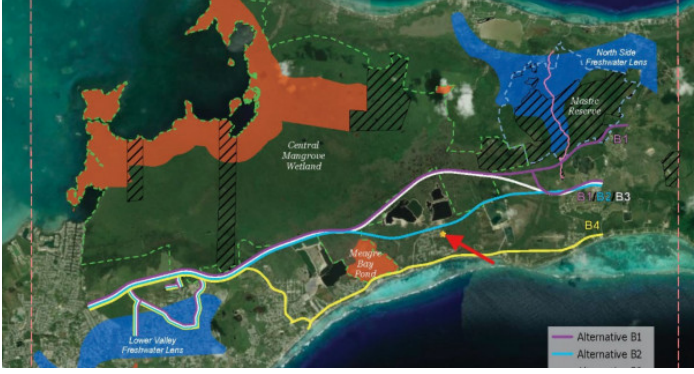 North Side
Freshwater Lens
Mastic
Reserve
B1
Central
Mangrove
Wetland
B1/B2/B3
B4
Meagre
Bay
Pond
Lower Valley
Freshwater Lens
Alternative B1
Alternative B2